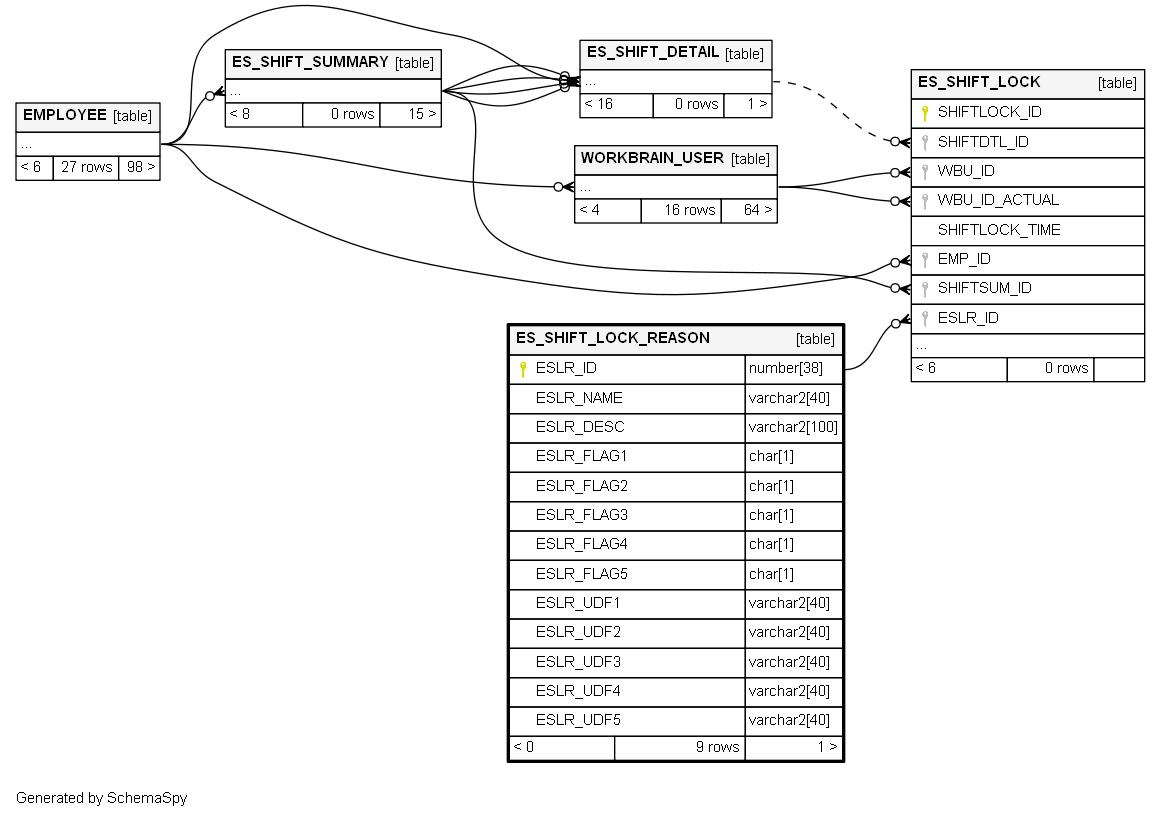 EMPLOYEE [table]
...
< 6 27 rows 98 >
ES_SHIFT_SUMMARY [table]
...
< 8 0 rows 15 >
ES_SHIFT_DETAIL [table]
...
< 16 0 rows 1 >
WORKBRAIN_USER [table]
...
< 4 16 rows 64 >
ES_SHIFT_LOCK [table]
SHIFTLOCK_ID
SHIFTDTL_ID
WBU_ID
WBU_ID_ACTUAL
SHIFTLOCK_TIME
EMP_ID
SHIFTSUM_ID
ESLR_ID
...
< 6 0 rows
ES_SHIFT_LOCK_REASON [table]
ESLR_ID number[38]
ESLR_NAME varchar2[40]
ESLR_DESC varchar2[100]
ESLR_FLAG1 char[1]
ESLR_FLAG2 char[1]
ESLR_FLAG3 char[1]
ESLR_FLAG4 char[1]
ESLR_FLAG5 char[1]
ESLR_UDF1 varchar2[40]
ESLR_UDF2 varchar2[40]
ESLR_UDF3 varchar2[40]
ESLR_UDF4 varchar2[40]
ESLR_UDF5 varchar2[40]
< 0 9 rows 1 >
Generated by SchemaSpy